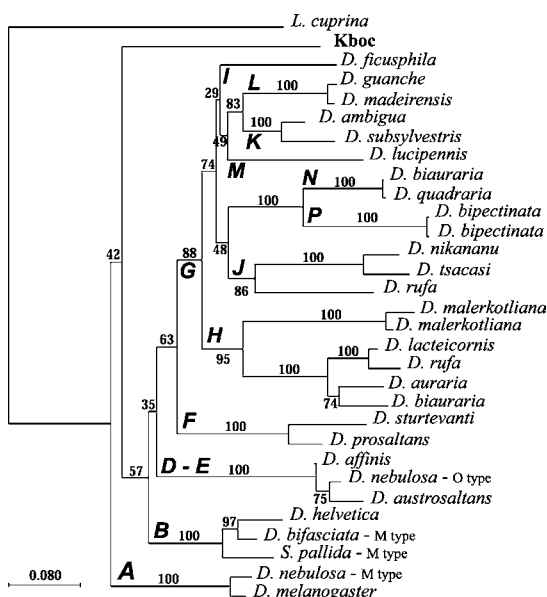 L. cuprina
Kboc
D. ficusphila
I
L
100
D. guanche
29
83
D. madeirensis
D. ambigua
100
49
K
D. subsylvestris
D. lucipennis
M
74
N
100
D. biauraria
100
D. quadraria
P
100
D. bipectinata
D. bipectinata
48
D. nikananu
100
42
88
G
J
D. tsacasi
86
D. rufa
H
100
D. malerkotliana
D. malerkotliana
63
95
D. lacteicornis
100
100
D. rufa
D. auraria
74
D. biauraria
35
F
100
D. sturtevanti
D. prosaltans
D - E
100
D. affinis
57
D. nebulosa - O type
75
D. austrosaltans
D. helvetica
B
97
100
D. bifasciata - M type
S. pallida - M type
A
0.080
100
D. nebulosa - M type
D. melanogaster